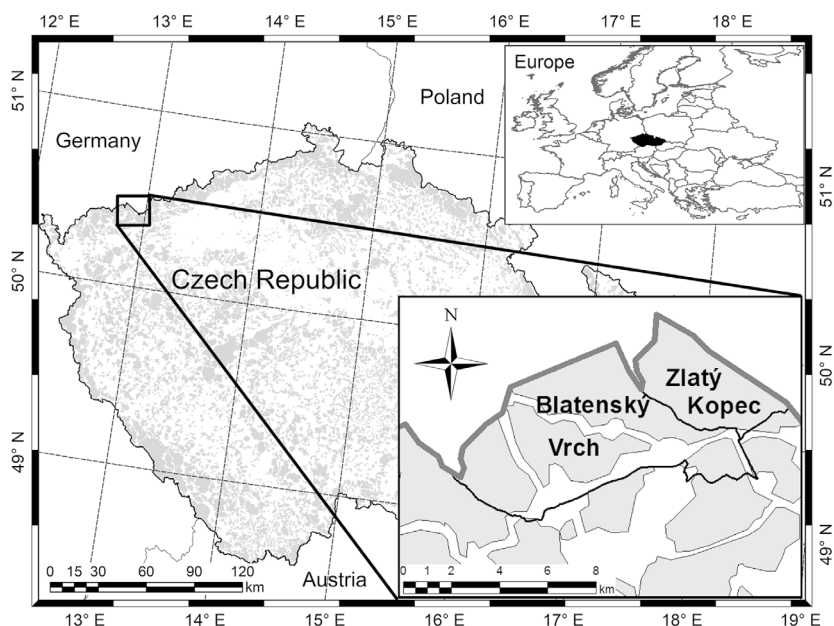 12° E 13° E 14° E 15° E 16° E 17° E 18° E
Europe
51° N
Poland
Germany
51° N
50° N
Czech Republic
N
50° N
Zlatý
Blatenský Kopec
Vrch
49° N
49° N
0 15 30 60 90 120
km
Austria
0 1 2 4 6 8
km
13° E 14° E 15° E 16° E 17° E 18° E 19° E